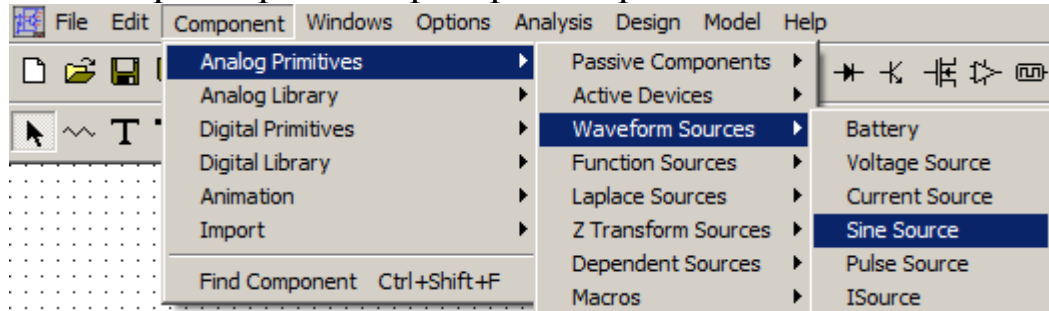 File Edit Component Windows Options Analysis Design Model Help
T
Analog Primitives
Analog Library
Digital Primitives
Digital Library
Animation
Import
Find Component Ctrl+Shift+F
Passive Components
Active Devices
Waveform Sources
Function Sources
Laplace Sources
Z Transform Sources
Dependent Sources
Macros
Battery
Voltage Source
Current Source
Sine Source
Pulse Source
ISource